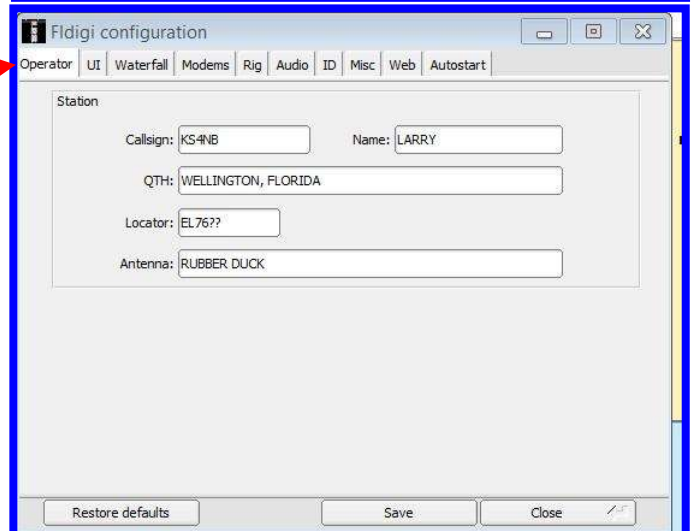 Fldigi configuration
Operator UI Waterfall Modems Rig Audio ID Misc Web Autostart
Station
Callsign: KS4NB Name: LARRY
QTH: WELLINGTON, FLORIDA
Locator: EL76??
Antenna: RUBBER DUCK
Restore defaults Save Close